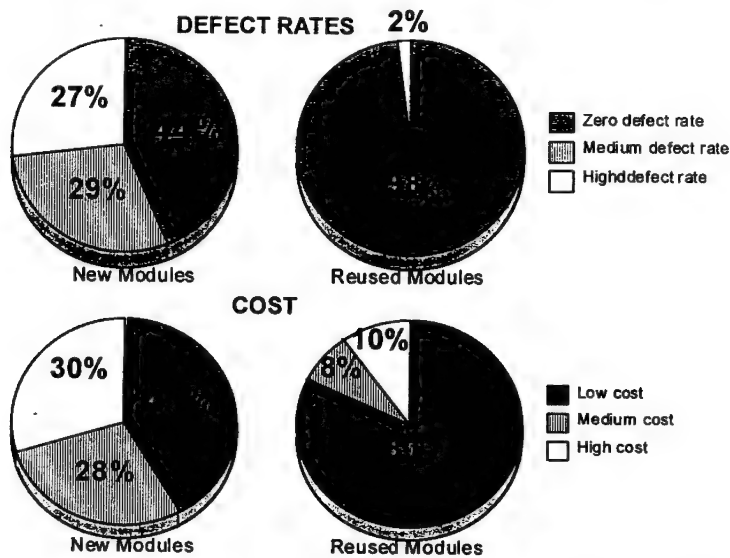 DEFECT RATES
2%
27%
44%
29%
Zero defect rate
Medium defect rate
Highddefect rate
New Modules
Reused Modules
COST
30%
28%
10%
8%
Low cost
Medium cost
High cost
New Modules
Reused Modules